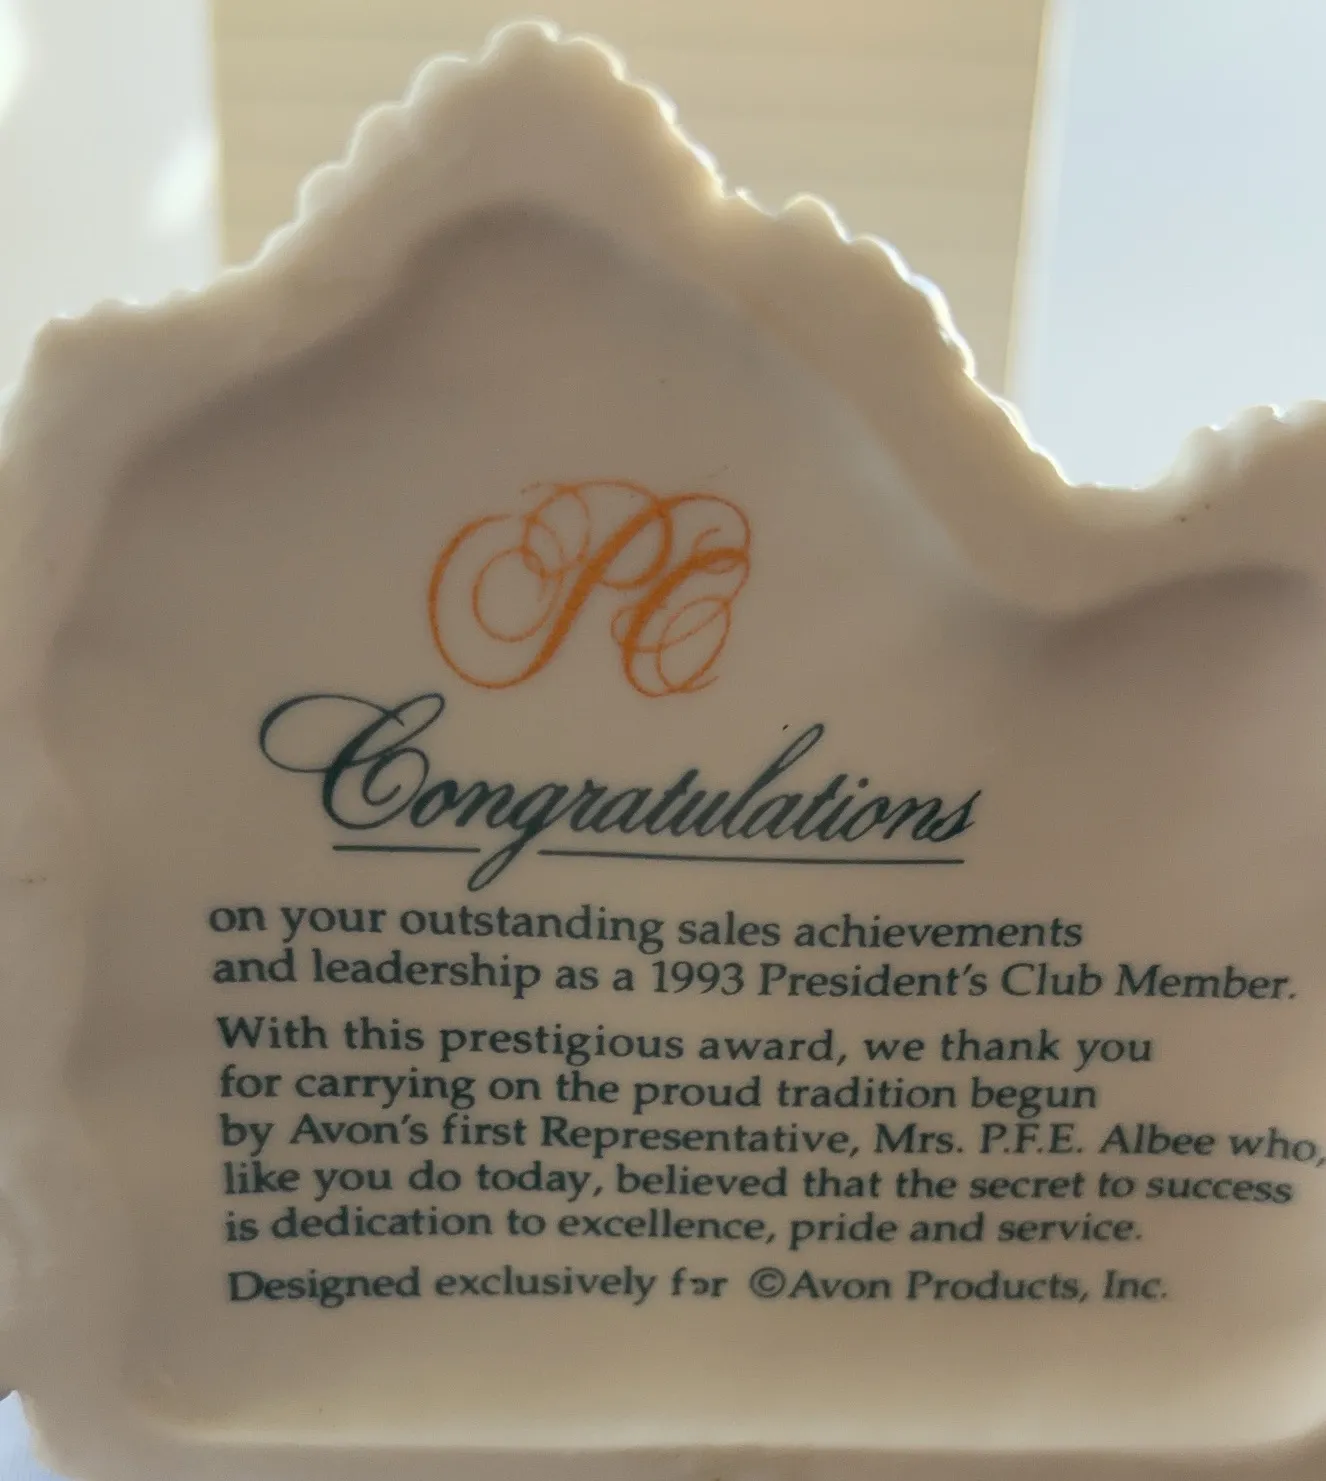 PC
Congratulations
on your outstanding sales achievements
and leadership as a 1993 President's Club Member.
With this prestigious award, we thank you
for carrying on the proud tradition begun
by Avon's first Representative, Mrs. P.F.E. Albee who,
like you do today, believed that the secret to success
is dedication to excellence, pride and service.
Designed exclusively for ©Avon Products, Inc.